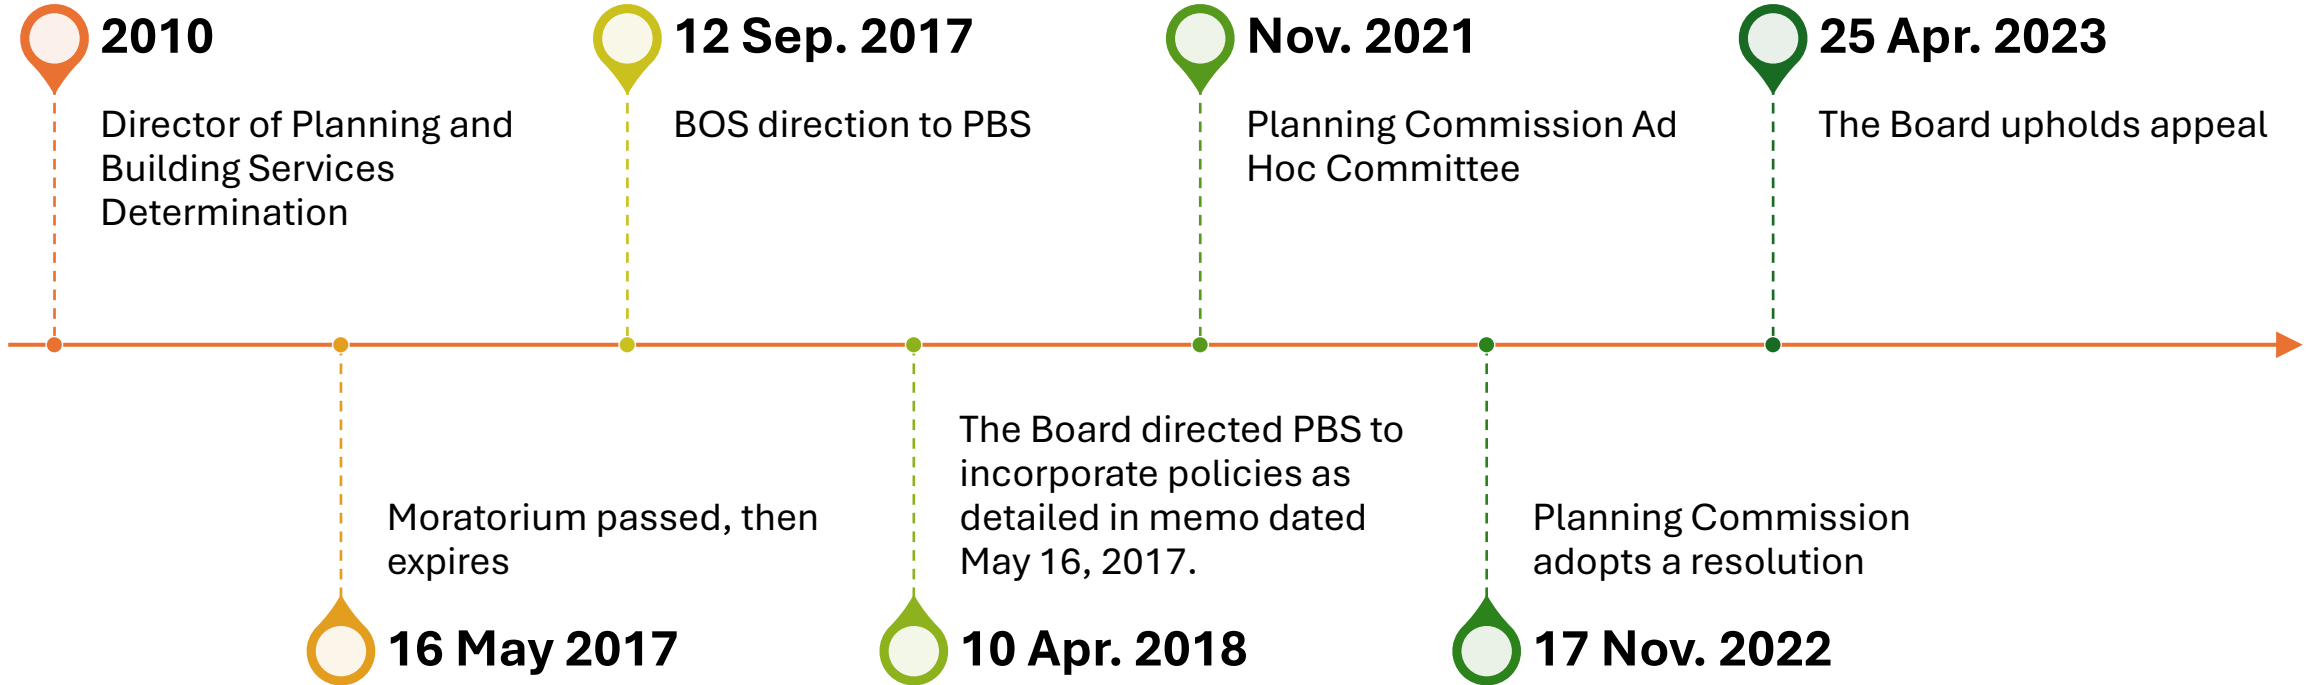 2010
Director of Planning and
Building Services
Determination
16 May 2017
Moratorium passed, then
expires
12 Sep. 2017
BOS direction to PBS
10 Apr. 2018
The Board directed PBS to
incorporate policies as
detailed in memo dated
May 16, 2017.
Nov. 2021
Planning Commission Ad
Hoc Committee
17 Nov. 2022
Planning Commission
adopts a resolution
25 Apr. 2023
The Board upholds appeal